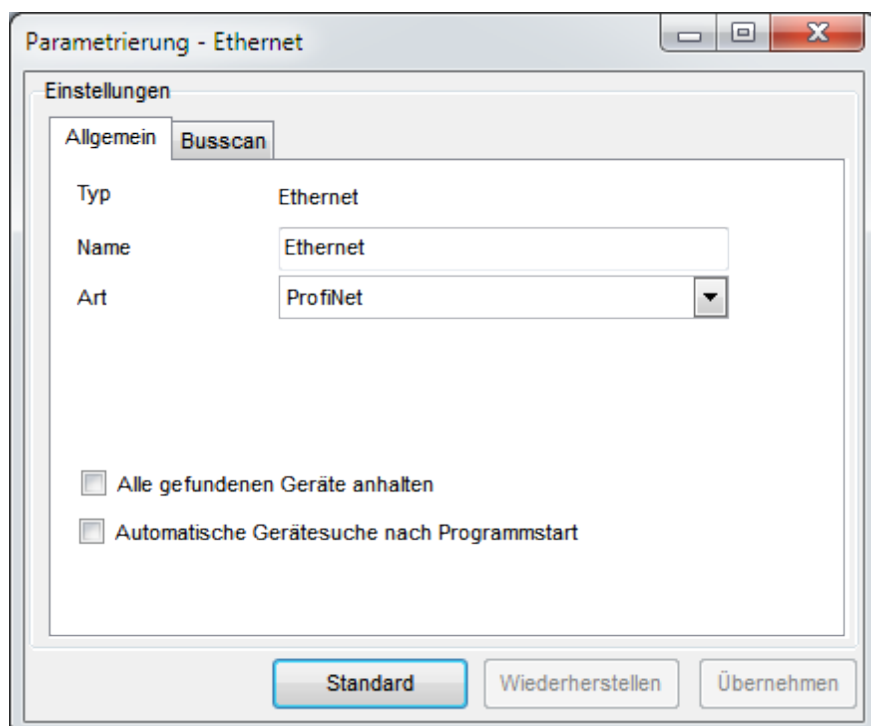 Parametrierung - Ethernet
Einstellungen
Allgemein Busscan
Typ Ethernet
Name Ethernet
Art ProfiNet
Alle gefundenen Geräte anhalten
Automatische Gerätesuche nach Programmstart
Standard Wiederherstellen Übernehmen